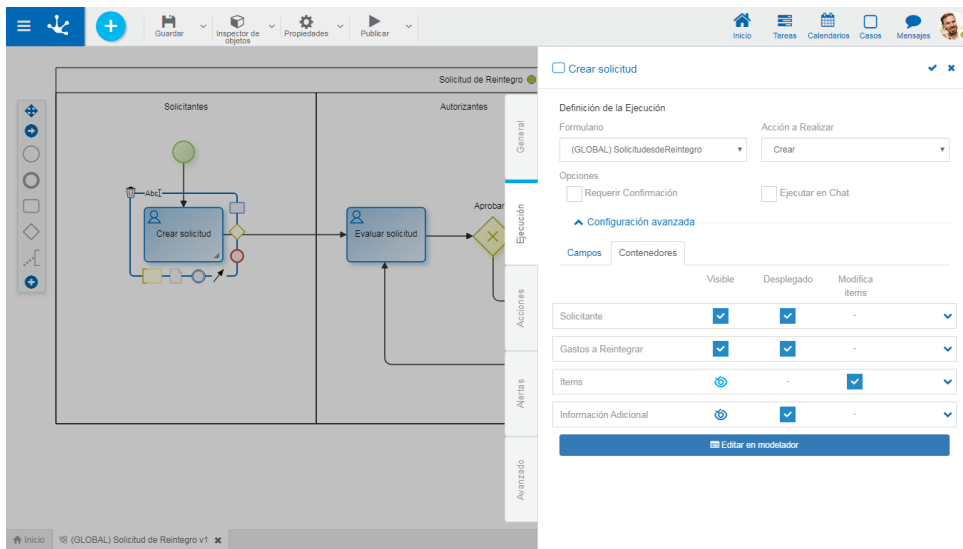 Guardar
Inspector de
objetos
Propiedades
Publicar
Inicio
Tareas
Calendarios
Casos
Mensajes
Solicitud de Reintegro
Solicitantes
Autorizantes
Abc
Crear solicitud
Evaluar solicitud
Aprobar
General
Ejecución
Acciones
Alertas
Avanzado
Crear solicitud
Definición de la Ejecución
Formulario
Acción a Realizar
(GLOBAL) SolicitudesdeReintegro
Crear
Opciones
Requerir Confirmación
Ejecutar en Chat
Configuración avanzada
Campos
Contenedores
Visible
Desplegado
Modifica
items
Solicitante
-
Gastos a Reintegrar
-
Items
-
Información Adicional
-
Editar en modelador
Inicio
(GLOBAL) Solicitud de Reintegro v1